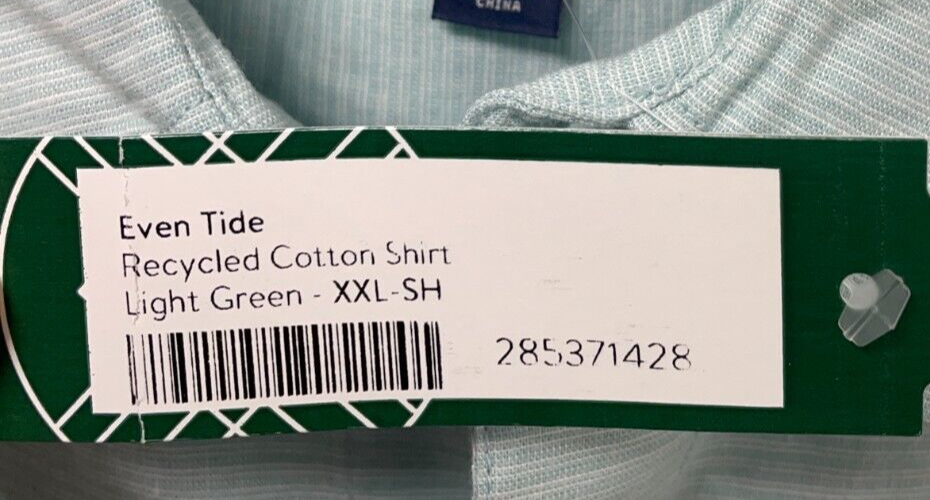 CHINA
Even Tide
Recycled Cotton Shirt
Light Green - XXL-SH
285371428